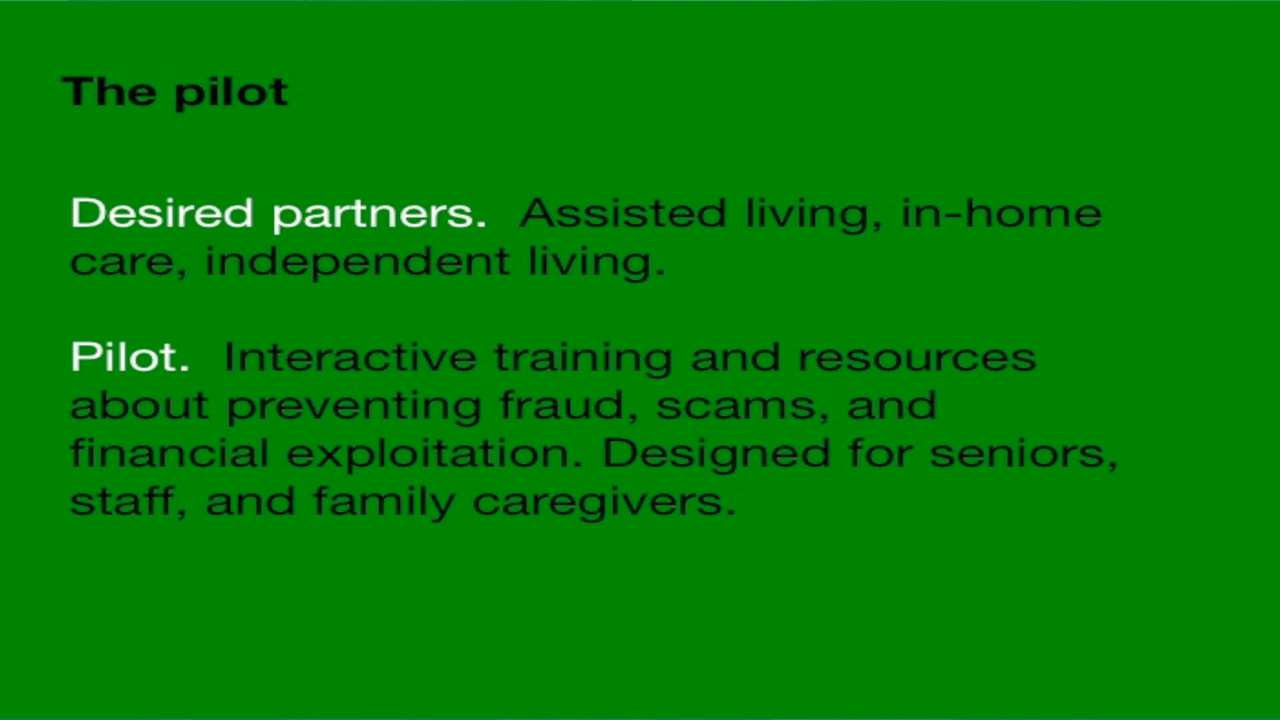 The pilot
Desired partners. Assisted living, in-home
care, independent living.
Pilot. Interactive training and resources
about preventing fraud, scams, and
financial exploitation. Designed for seniors,
staff, and family caregivers.